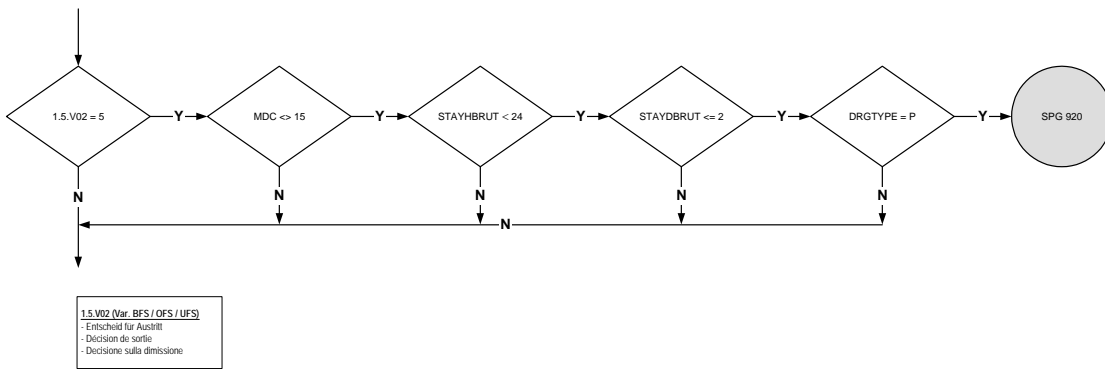 1.5.V02 = 5
Y
MDC <> 15
Y
STAYHBRUT < 24
Y
STAYDBRUT <= 2
Y
DRGTYPE = P
Y
SPG 920
N
N
N
N
N
N
1.5.V02 (Var. BFS / OFS / UFS)
- Entscheid für Austritt
- Décision de sortie
- Decisione sulla dimissione